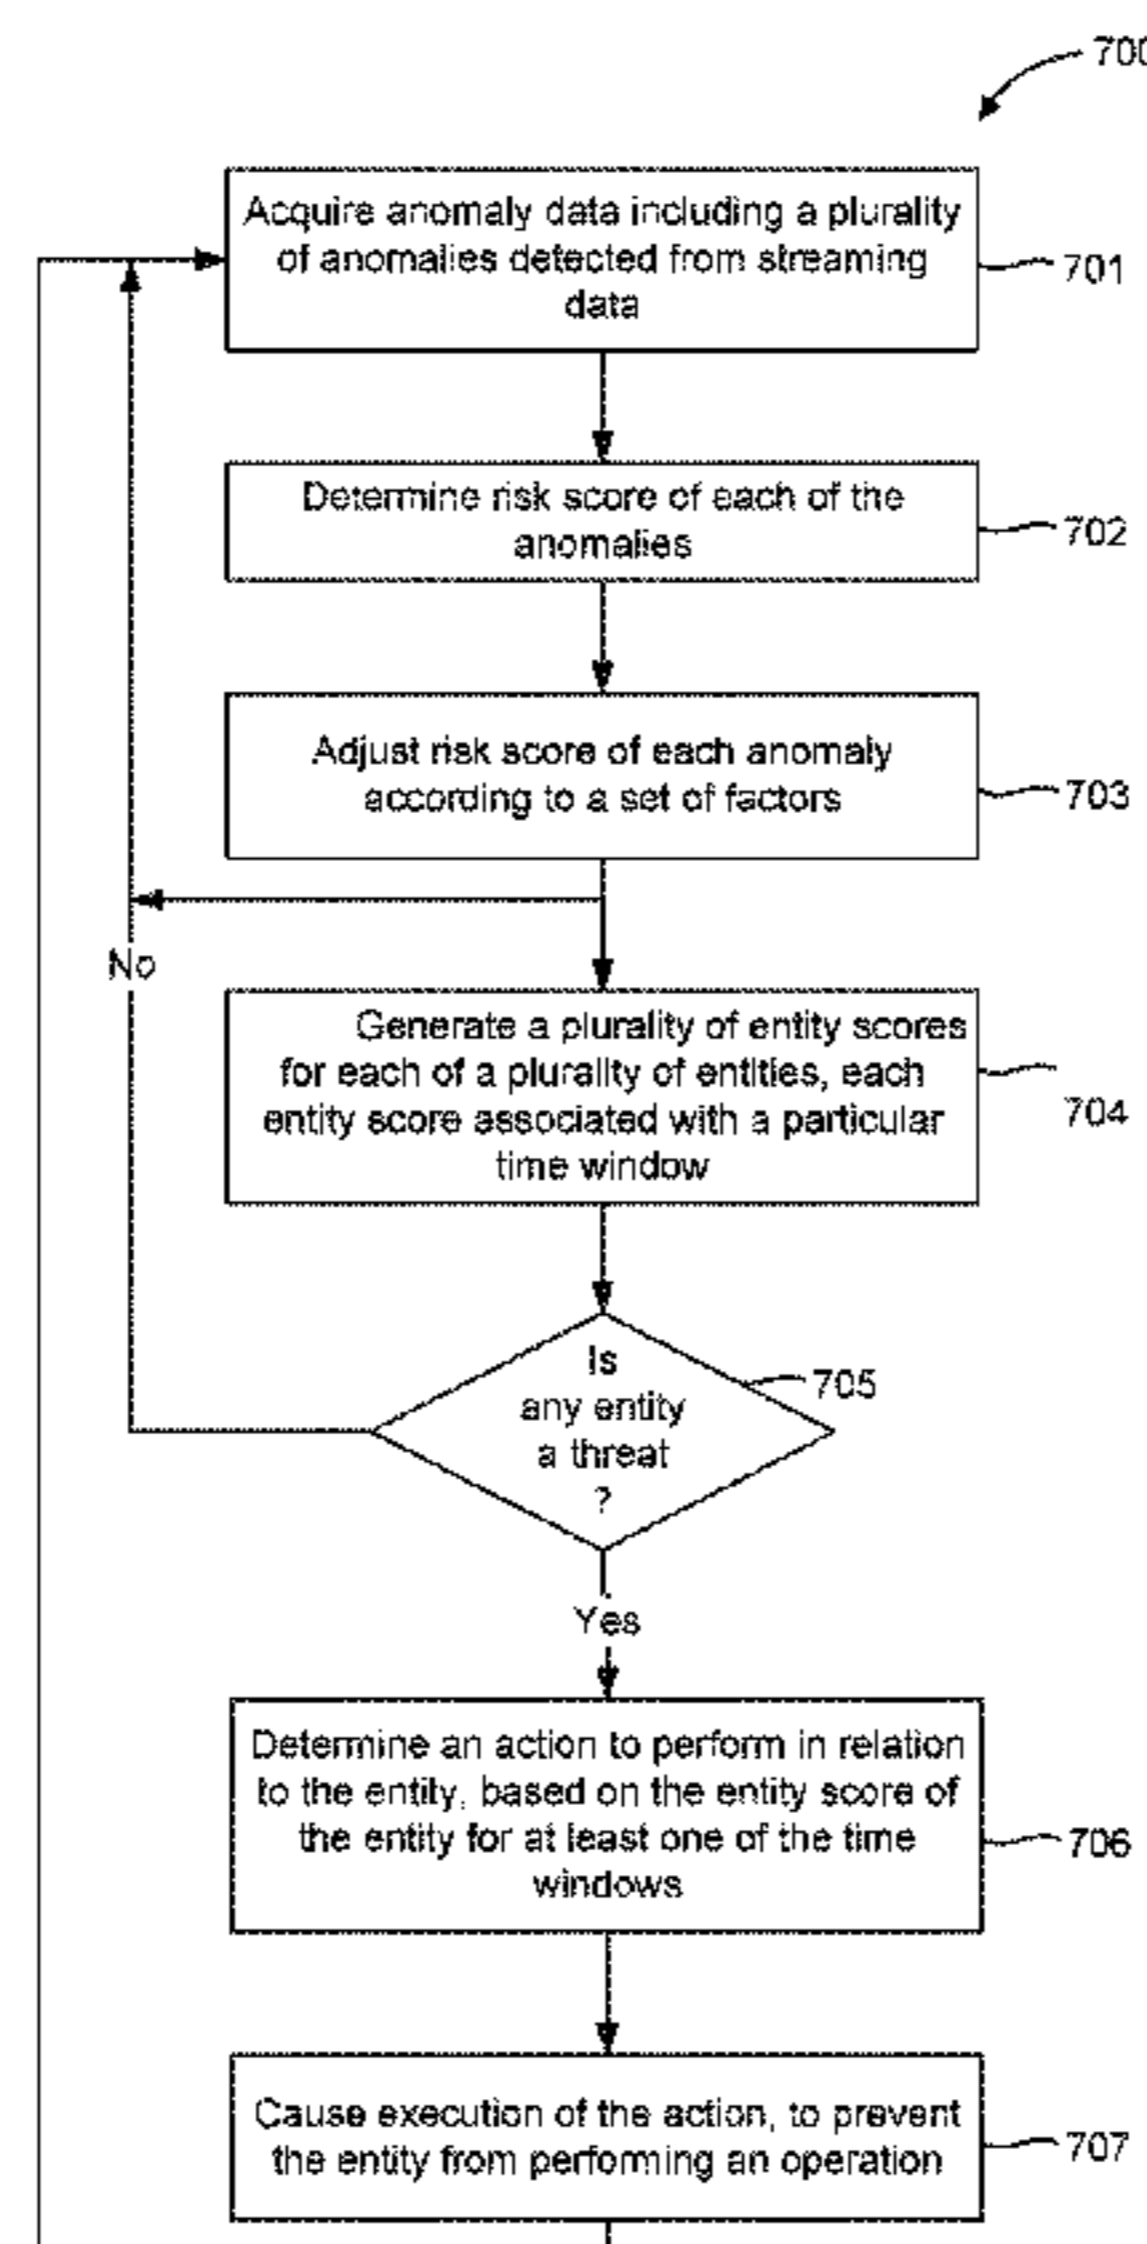 700
Acquire anomaly data including a plurality
of anomalies detected from streaming
data
701
Determine risk score of each of the
anomalies
702
Adjust risk score of each anomaly
according to a set of factors
703
No
Generate a plurality of entity scores
for each of a plurality of entities, each
entity score associated with a particular
time window
704
Is
any entity
a threat
?
705
Yes
Determine an action to perform in relation
to the entity, based on the entity score of
the entity for at least one of the time
windows
706
Cause execution of the action, to prevent
the entity from performing an operation
707